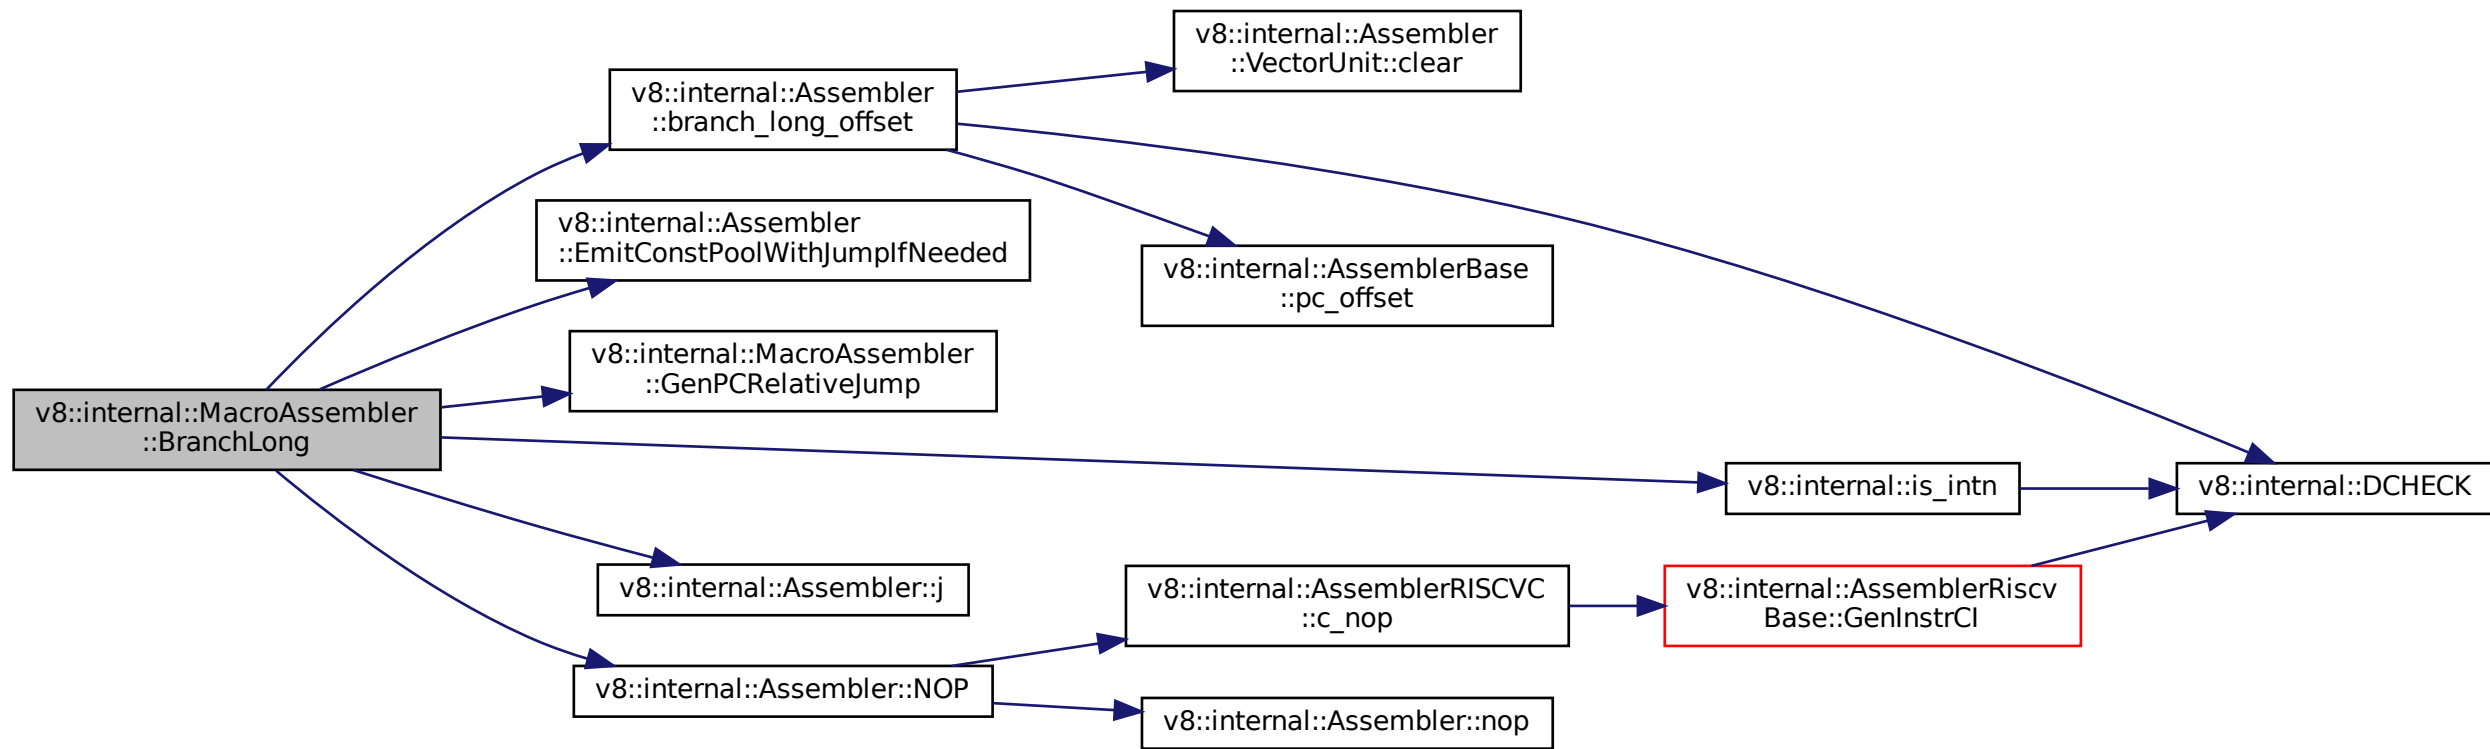 v8::internal::MacroAssembler
::BranchLong
v8::internal::Assembler
::branch_long_offset
v8::internal::Assembler
::EmitConstPoolWithJumpIfNeeded
v8::internal::MacroAssembler
::GenPCRelativeJump
v8::internal::Assembler::j
v8::internal::Assembler::NOP
v8::internal::Assembler
::VectorUnit::clear
v8::internal::AssemblerBase
::pc_offset
v8::internal::AssemblerRISCVC
::c_nop
v8::internal::Assembler::nop
v8::internal::is_intn
v8::internal::AssemblerRiscv
Base::GenInstrCI
v8::internal::DCHECK